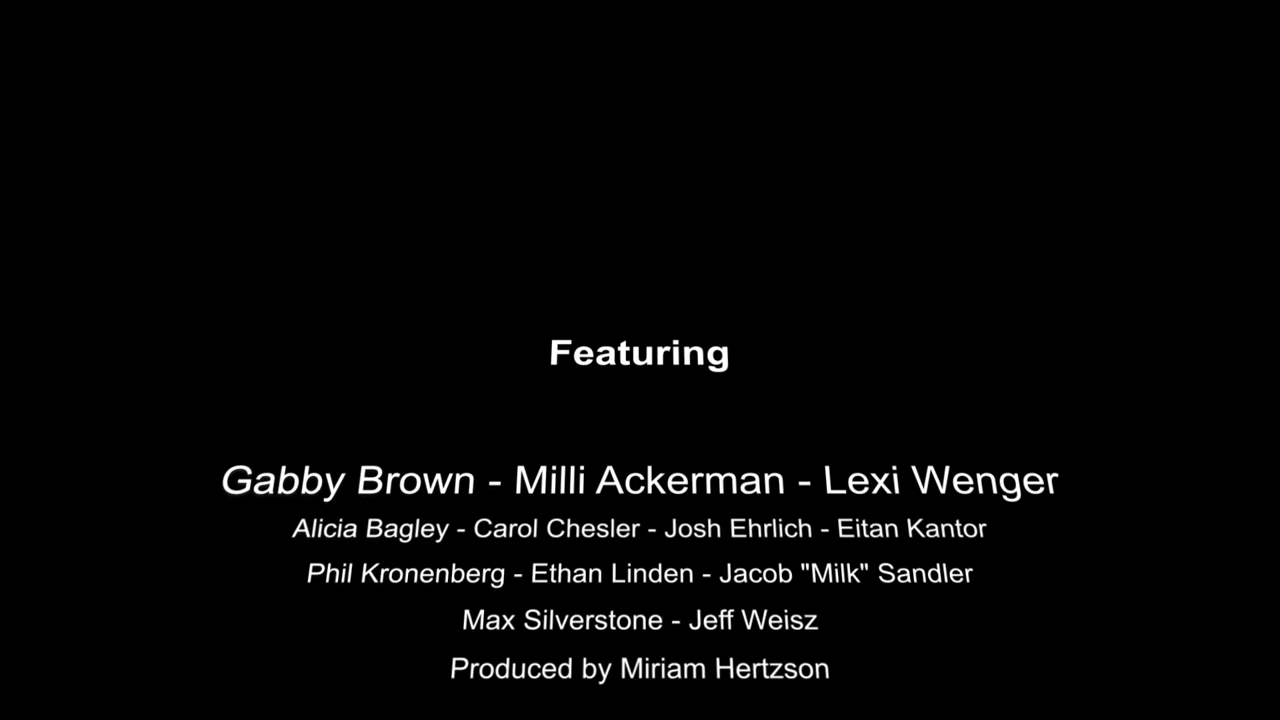 Featuring
Gabby Brown - Milli Ackerman - Lexi Wenger
Alicia Bagley - Carol Chesler - Josh Ehrlich - Eitan Kantor
Phil Kronenberg - Ethan Linden - Jacob "Milk" Sandler
Max Silverstone - Jeff Weisz
Produced by Miriam Hertzson